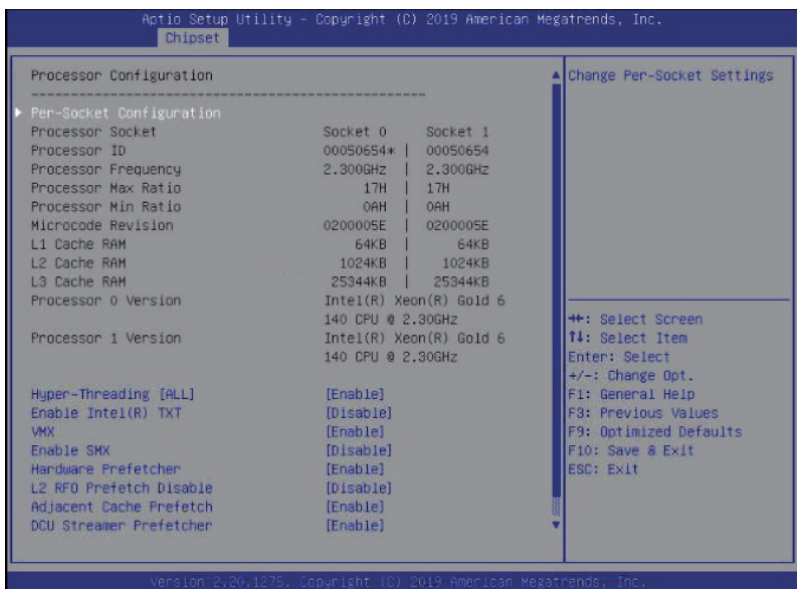 Aptio Setup Utility - Copyright (C) 2019 American Megatrends, Inc.
Chipset
Processor Configuration
--------------------------------------------------
Per-Socket Configuration
Processor Socket Socket 0 Socket 1
Processor ID 00050654* | 00050654
Processor Frequency 2.300GHz | 2.300GHz
Processor Max Ratio 17H | 17H
Processor Min Ratio 0AH | 0AH
Microcode Revision 0200005E | 0200005E
L1 Cache RAM 64KB | 64KB
L2 Cache RAM 1024KB | 1024KB
L3 Cache RAM 25344KB | 25344KB
Processor 0 Version Intel(R) Xeon(R) Gold 6
140 CPU @ 2.30GHz
Processor 1 Version Intel(R) Xeon(R) Gold 6
140 CPU @ 2.30GHz
Hyper-Threading [ALL] [Enable]
Enable Intel(R) TXT [Disable]
VMX [Enable]
Enable SMX [Disable]
Hardware Prefetcher [Enable]
L2 RFO Prefetch Disable [Disable]
Adjacent Cache Prefetch [Enable]
DCU Streamer Prefetcher [Enable]
Change Per-Socket Settings
→←: Select Screen
↑↓: Select Item
Enter: Select
+/-: Change Opt.
F1: General Help
F3: Previous Values
F9: Optimized Defaults
F10: Save & Exit
ESC: Exit
Version 2.20.1275. Copyright (C) 2019 American Megatrends, Inc.